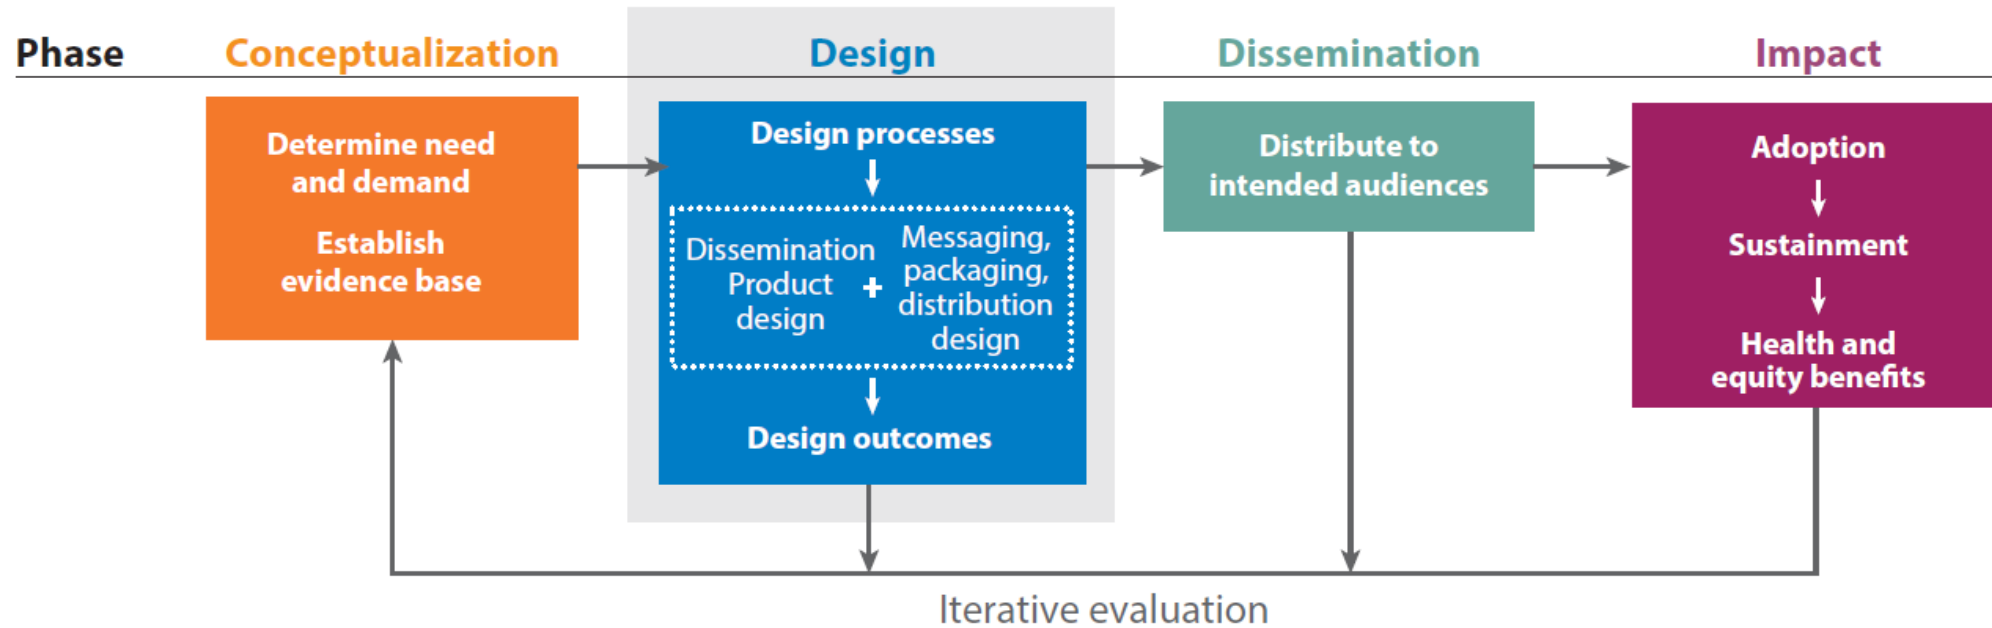 Phase
Conceptualization
Design
Dissemination
Impact
Determine need
and demand
Establish
evidence base
Design processes
Dissemination
Product
design
+
Messaging,
packaging,
distribution
design
Design outcomes
Distribute to
intended audiences
Adoption
Sustainment
Health and
equity benefits
Iterative evaluation